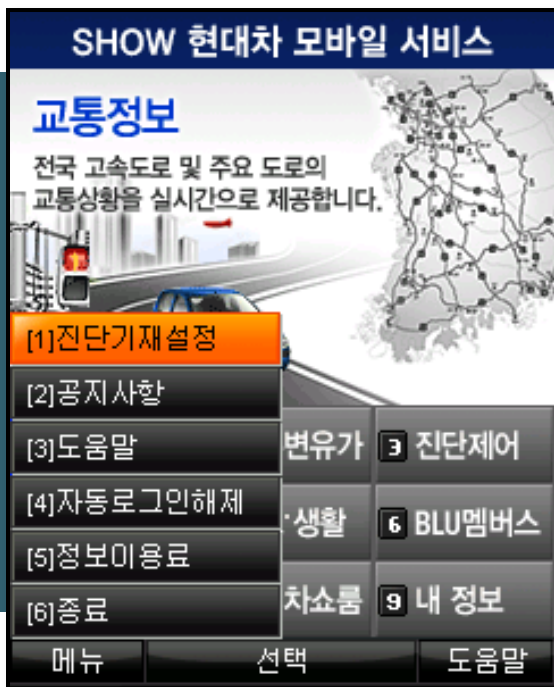 SHOW 현대차 모바일 서비스
교통정보
전국 고속도로 및 주요 도로의
교통상황을 실시간으로 제공합니다.
[1]진단기재설정
[2]공지사항
[3]도움말
[4]자동로그인해제
[5]정보이용료
[6]종료
변유가 3 진단제어
·생활 6 BLU멤버스
차쇼룸 9 내 정보
메뉴 선택 도움말